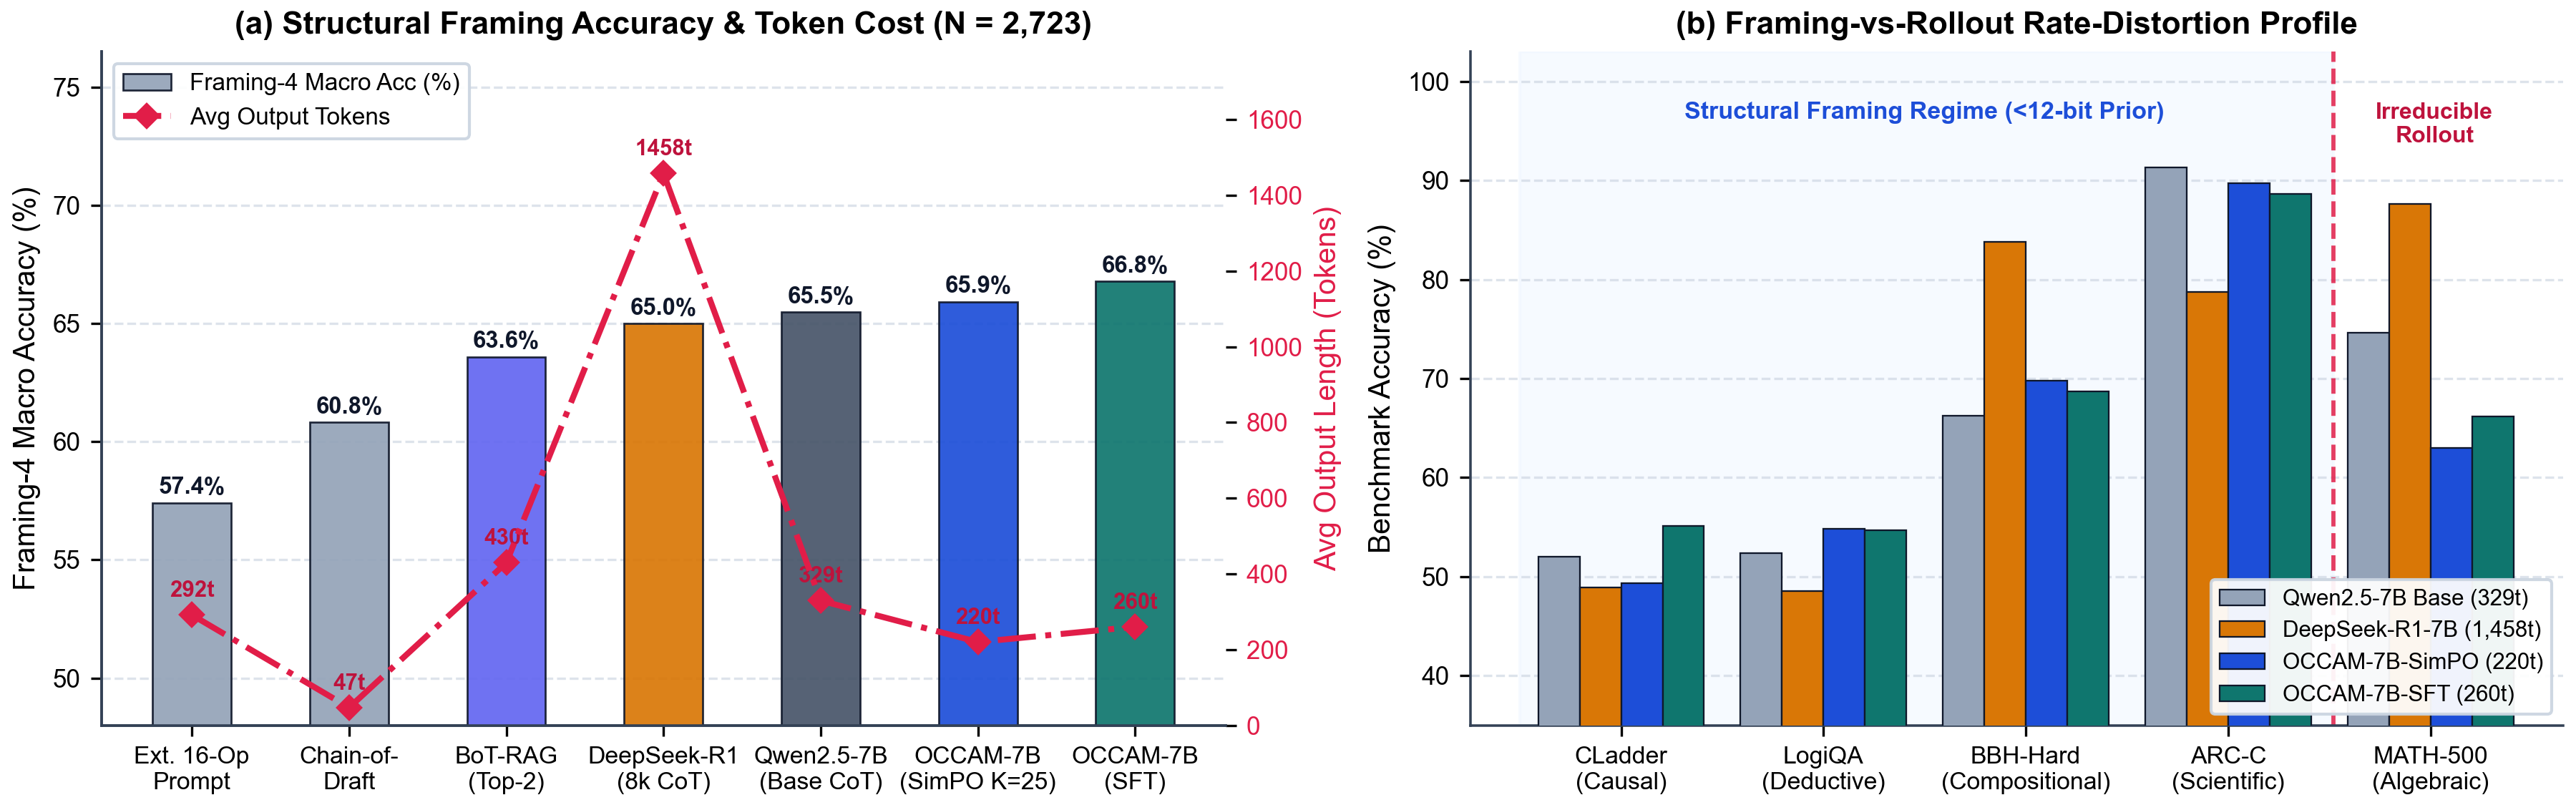 (a) Structural Framing Accuracy & Token Cost (N = 2,723)
Framing-4 Macro Acc (%)
Avg Output Tokens
Framing-4 Macro Accuracy (%)
75
70
65
60
55
50
57.4%
60.8%
63.6%
65.0%
65.5%
65.9%
66.8%
292t
47t
430t
1458t
329t
220t
260t
1600
1400
1200
1000
800
600
400
200
0
Avg Output Length (Tokens)
Ext. 16-Op
Prompt
Chain-of-
Draft
BoT-RAG
(Top-2)
DeepSeek-R1
(8k CoT)
Qwen2.5-7B
(Base CoT)
OCCAM-7B
(SimPO K=25)
OCCAM-7B
(SFT)
(b) Framing-vs-Rollout Rate-Distortion Profile
Structural Framing Regime (<12-bit Prior)
Irreducible
Rollout
Benchmark Accuracy (%)
100
90
80
70
60
50
40
Qwen2.5-7B Base (329t)
DeepSeek-R1-7B (1,458t)
OCCAM-7B-SimPO (220t)
OCCAM-7B-SFT (260t)
CLadder
(Causal)
LogiQA
(Deductive)
BBH-Hard
(Compositional)
ARC-C
(Scientific)
MATH-500
(Algebraic)